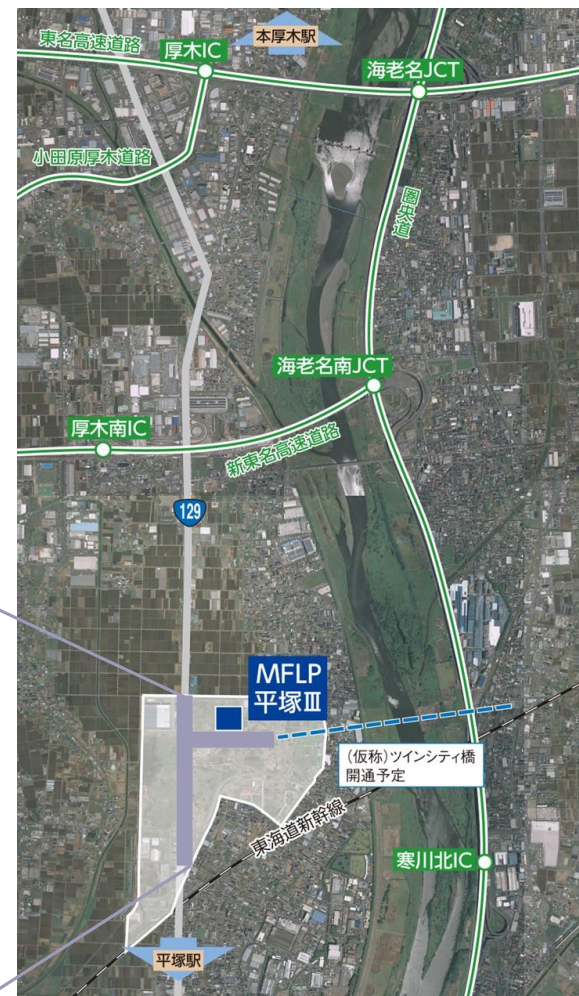 本厚木駅
東名高速道路
厚木IC
海老名JCT
小田原厚木道路
圏央道
海老名南JCT
厚木南IC
新東名高速道路
129
MFLP
平塚Ⅲ
(仮称)ツインシティ橋
開通予定
東海道新幹線
寒川北IC
平塚駅